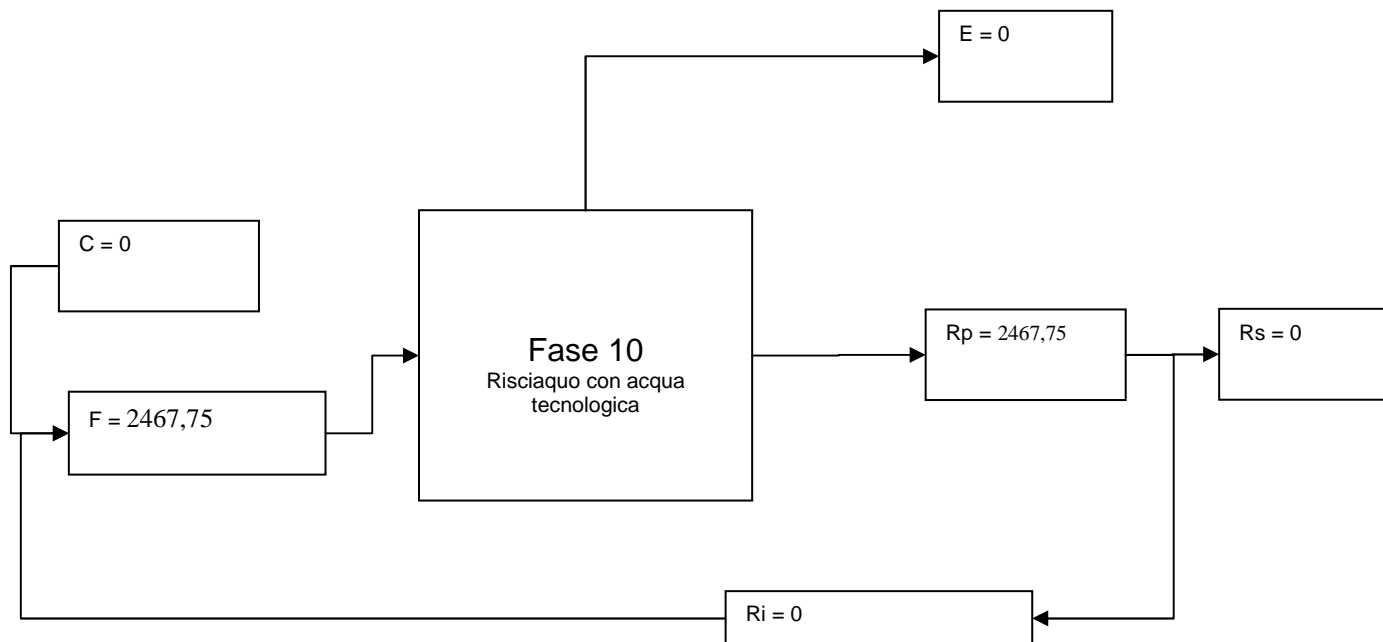 E = 0
C = 0
Fase 10
Risciaquo con acqua
tecnologica
Rp = 2467,75
Rs = 0
F = 2467,75
Ri = 0